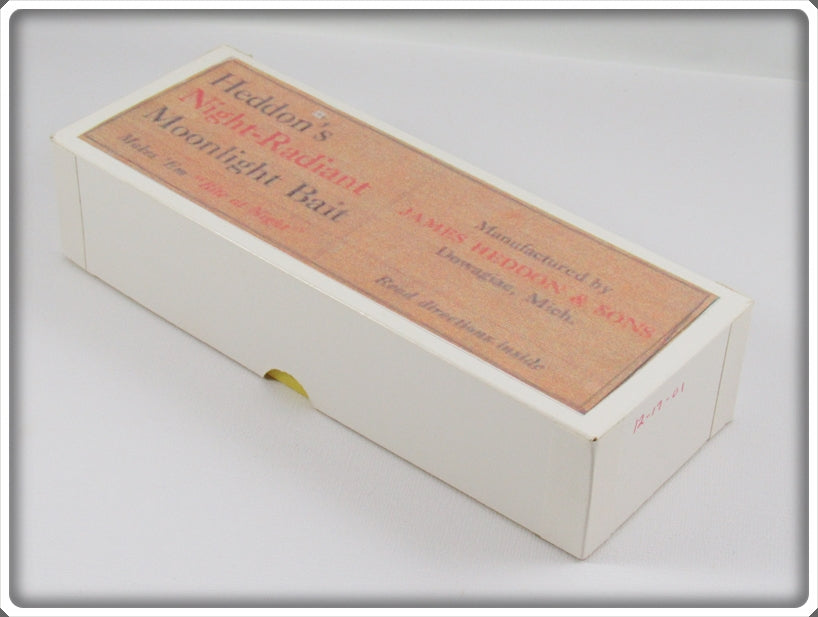 Heddon's
Night-Radiant
Moonlight Bait
Makes 'Em "Bite at Night"
Manufactured by
JAMES HEDDON & SONS
Dowagiac, Mich.
Read directions inside
12-17-01